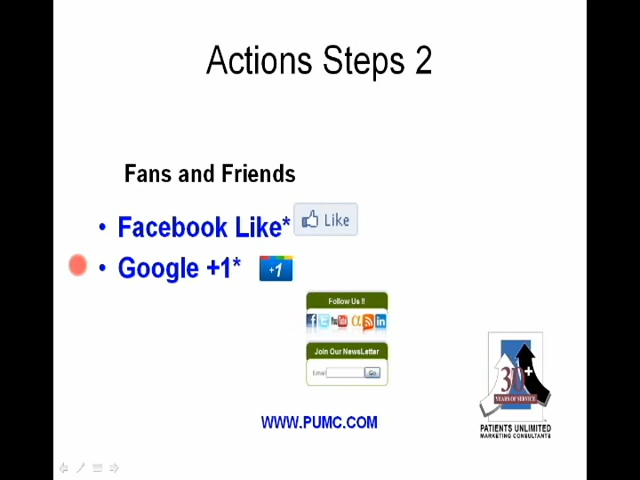 Actions Steps 2
Fans and Friends
• Facebook Like*
Like
• Google +1*
+1
Follow Us !!
Join Our NewsLetter
Email
Go
30+
YEARS OF SERVICE
PATIENTS UNLIMITED
MARKETING CONSULTANTS
WWW.PUMC.COM